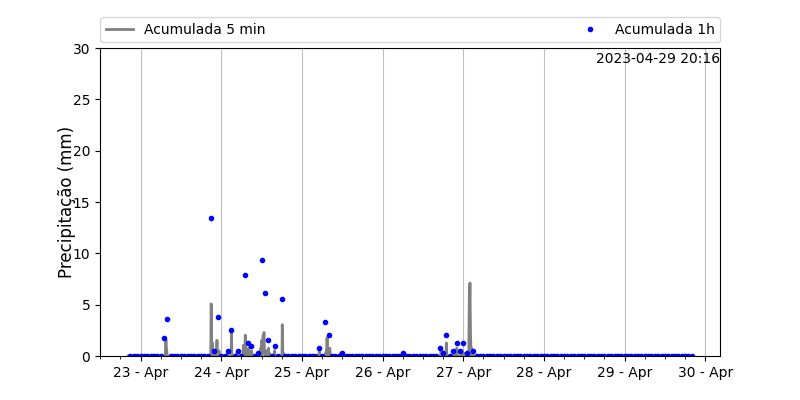 Acumulada 5 min
Acumulada 1h
2023-04-29 20:16
Precipitação (mm)
30
25
20
15
10
5
0
23 - Apr
24 - Apr
25 - Apr
26 - Apr
27 - Apr
28 - Apr
29 - Apr
30 - Apr